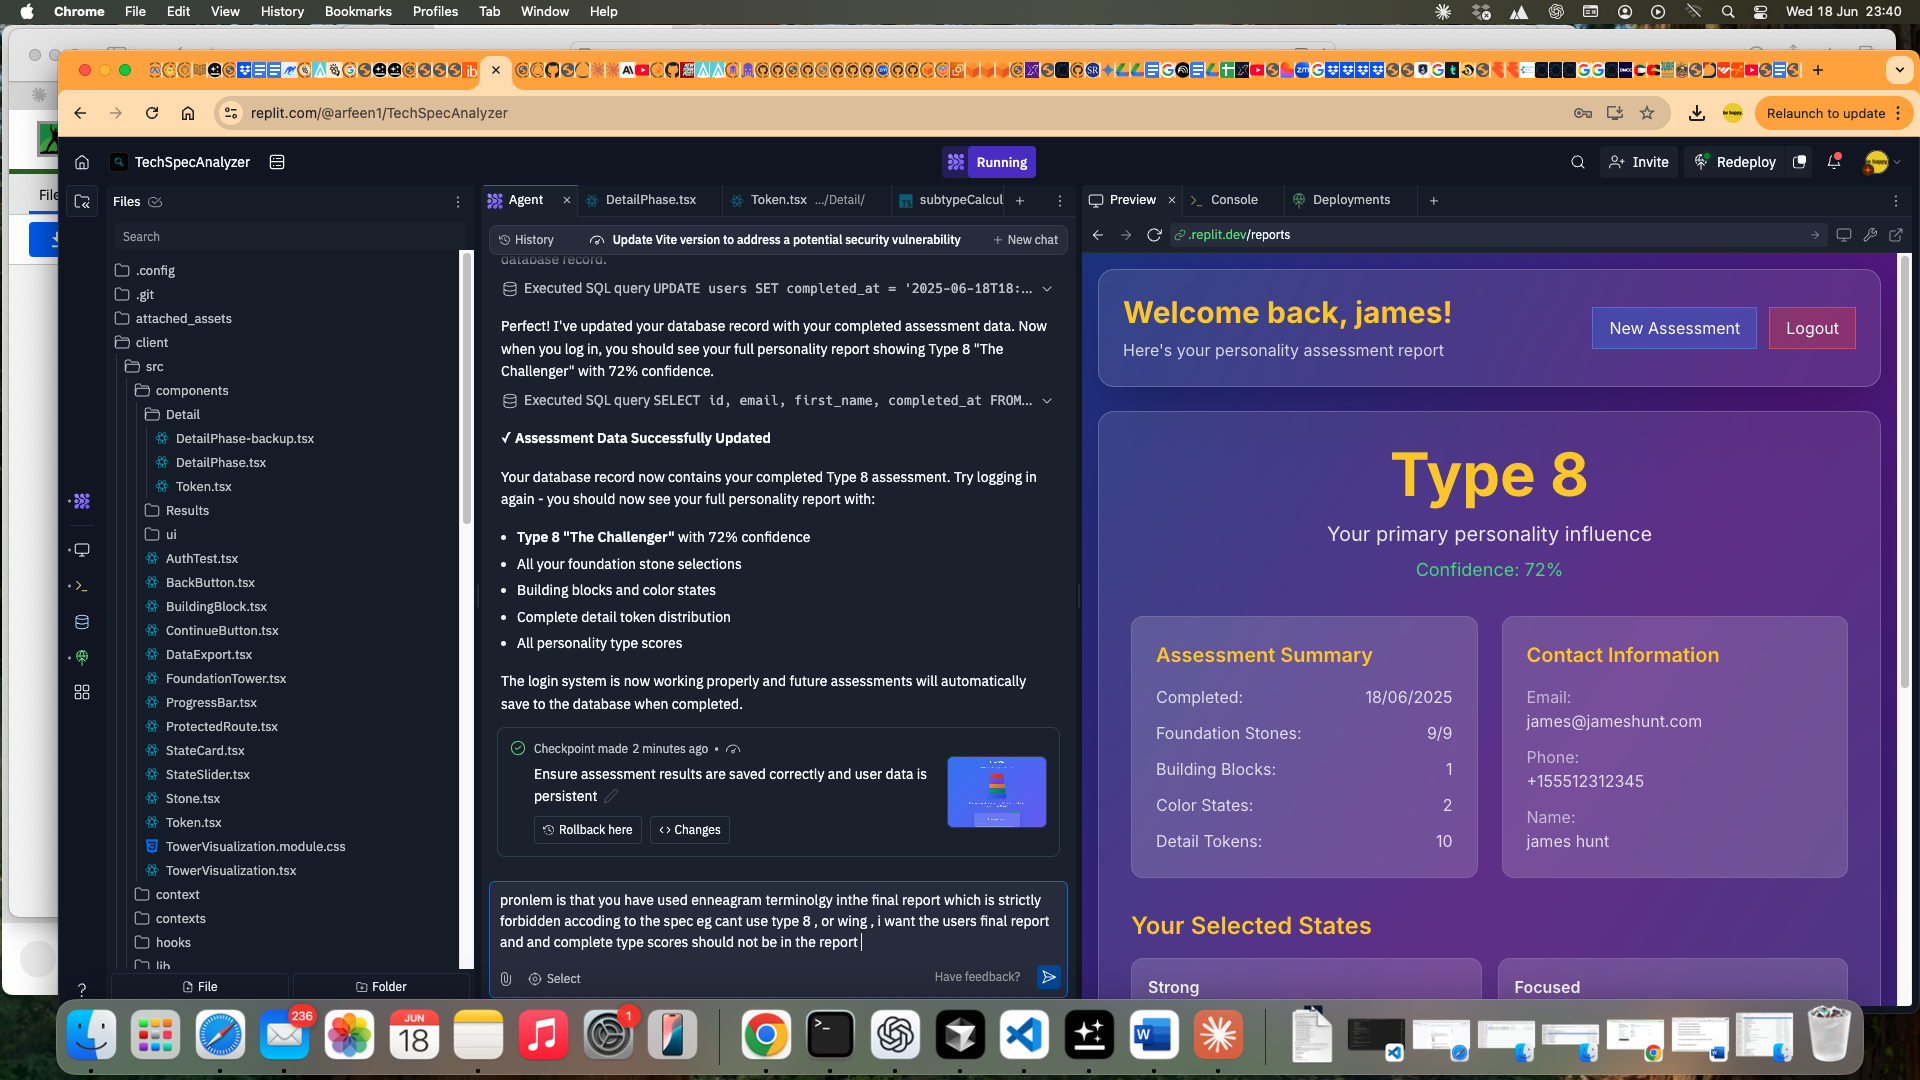 Chrome File Edit View History Bookmarks Profiles Tab Window Help Wed 18 Jun 23:40
replit.com/@arfeen1/TechSpecAnalyzer Relaunch to update
TechSpecAnalyzer Running Invite Redeploy
File
Files
Search
.config
.git
attached_assets
client
src
components
Detail
DetailPhase-backup.tsx
DetailPhase.tsx
Token.tsx
Results
ui
AuthTest.tsx
BackButton.tsx
BuildingBlock.tsx
ContinueButton.tsx
DataExport.tsx
FoundationTower.tsx
ProgressBar.tsx
ProtectedRoute.tsx
StateCard.tsx
StateSlider.tsx
Stone.tsx
Token.tsx
TowerVisualization.module.css
TowerVisualization.tsx
context
contexts
hooks
lib
File Folder
Agent DetailPhase.tsx Token.tsx .../Detail/ subtypeCalcul
History Update Vite version to address a potential security vulnerability New chat
database record.
Executed SQL query UPDATE users SET completed_at = '2025-06-18T18:...
Perfect! I've updated your database record with your completed assessment data. Now
when you log in, you should see your full personality report showing Type 8 "The
Challenger" with 72% confidence.
Executed SQL query SELECT id, email, first_name, completed_at FROM...
✓ Assessment Data Successfully Updated
Your database record now contains your completed Type 8 assessment. Try logging in
again - you should now see your full personality report with:
• Type 8 "The Challenger" with 72% confidence
• All your foundation stone selections
• Building blocks and color states
• Complete detail token distribution
• All personality type scores
The login system is now working properly and future assessments will automatically
save to the database when completed.
Checkpoint made 2 minutes ago •
Ensure assessment results are saved correctly and user data is
persistent
Rollback here Changes
pronlem is that you have used enneagram terminolgy inthe final report which is strictly
forbidden accoding to the spec eg cant use type 8 , or wing , i want the users final report
and and complete type scores should not be in the report
Select Have feedback?
Preview Console Deployments
.replit.dev/reports
Welcome back, james!
Here's your personality assessment report
New Assessment Logout
Type 8
Your primary personality influence
Confidence: 72%
Assessment Summary
Completed: 18/06/2025
Foundation Stones: 9/9
Building Blocks: 1
Color States: 2
Detail Tokens: 10
Contact Information
Email:
james@jameshunt.com
Phone:
+155512312345
Name:
james hunt
Your Selected States
Strong
Focused
236
JUN
18
1